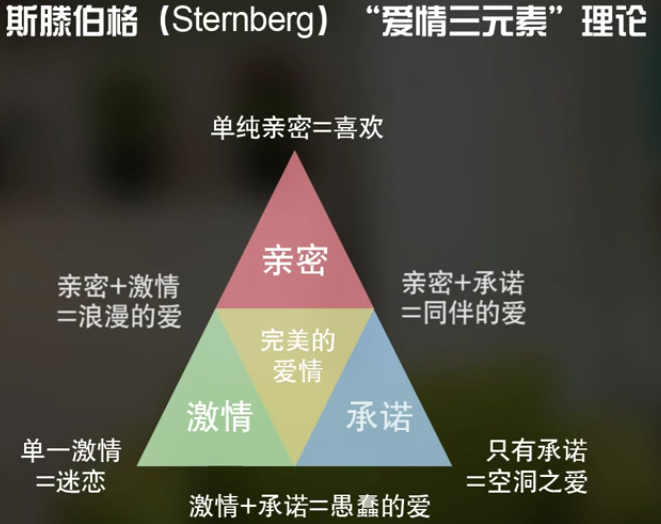 斯滕伯格（Sternberg）“爱情三元素”理论
单纯亲密=喜欢
亲密
亲密+激情
=浪漫的爱
亲密+承诺
=同伴的爱
完美的
爱情
激情
承诺
单一激情
=迷恋
只有承诺
=空洞之爱
激情+承诺=愚蠢的爱